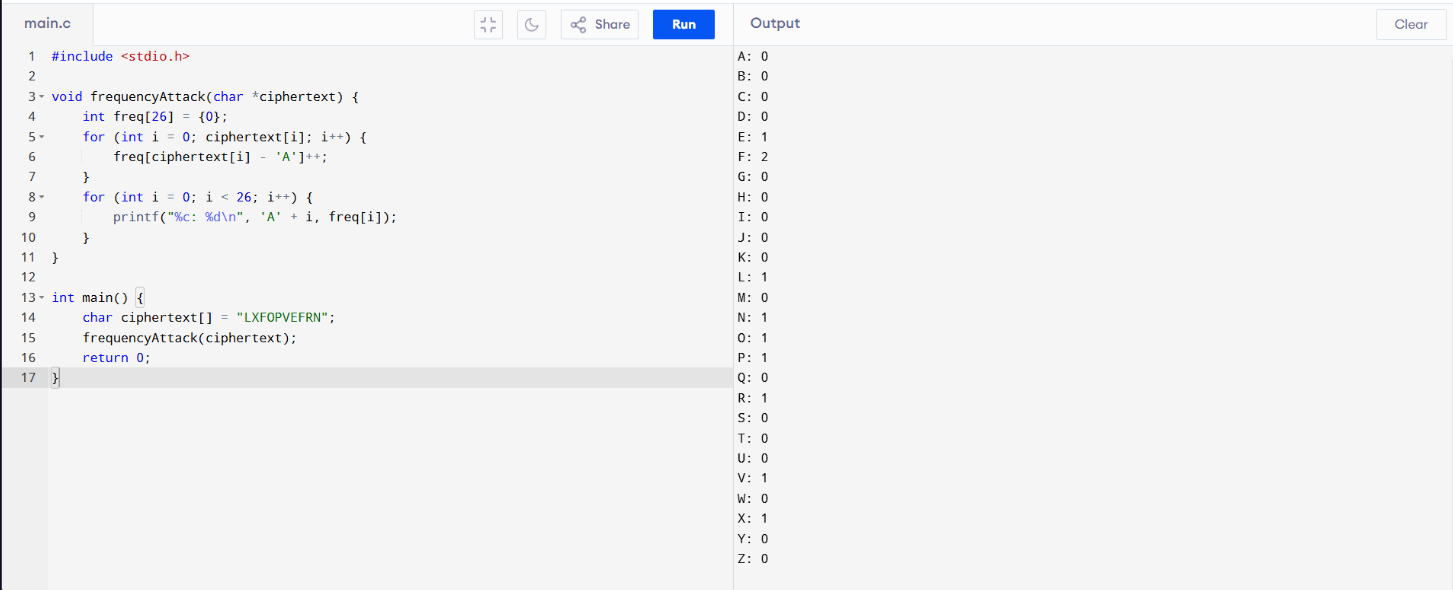 main.c
Share
Run
Output
Clear
1 #include <stdio.h>
2
3 void frequencyAttack(char *ciphertext) {
4     int freq[26] = {0};
5     for (int i = 0; ciphertext[i]; i++) {
6         freq[ciphertext[i] - 'A']++;
7     }
8     for (int i = 0; i < 26; i++) {
9         printf("%c: %d\n", 'A' + i, freq[i]);
10     }
11 }
12
13 int main() {
14     char ciphertext[] = "LXFOPVEFRN";
15     frequencyAttack(ciphertext);
16     return 0;
17 }
A: 0
B: 0
C: 0
D: 0
E: 1
F: 2
G: 0
H: 0
I: 0
J: 0
K: 0
L: 1
M: 0
N: 1
O: 1
P: 1
Q: 0
R: 1
S: 0
T: 0
U: 0
V: 1
W: 0
X: 1
Y: 0
Z: 0